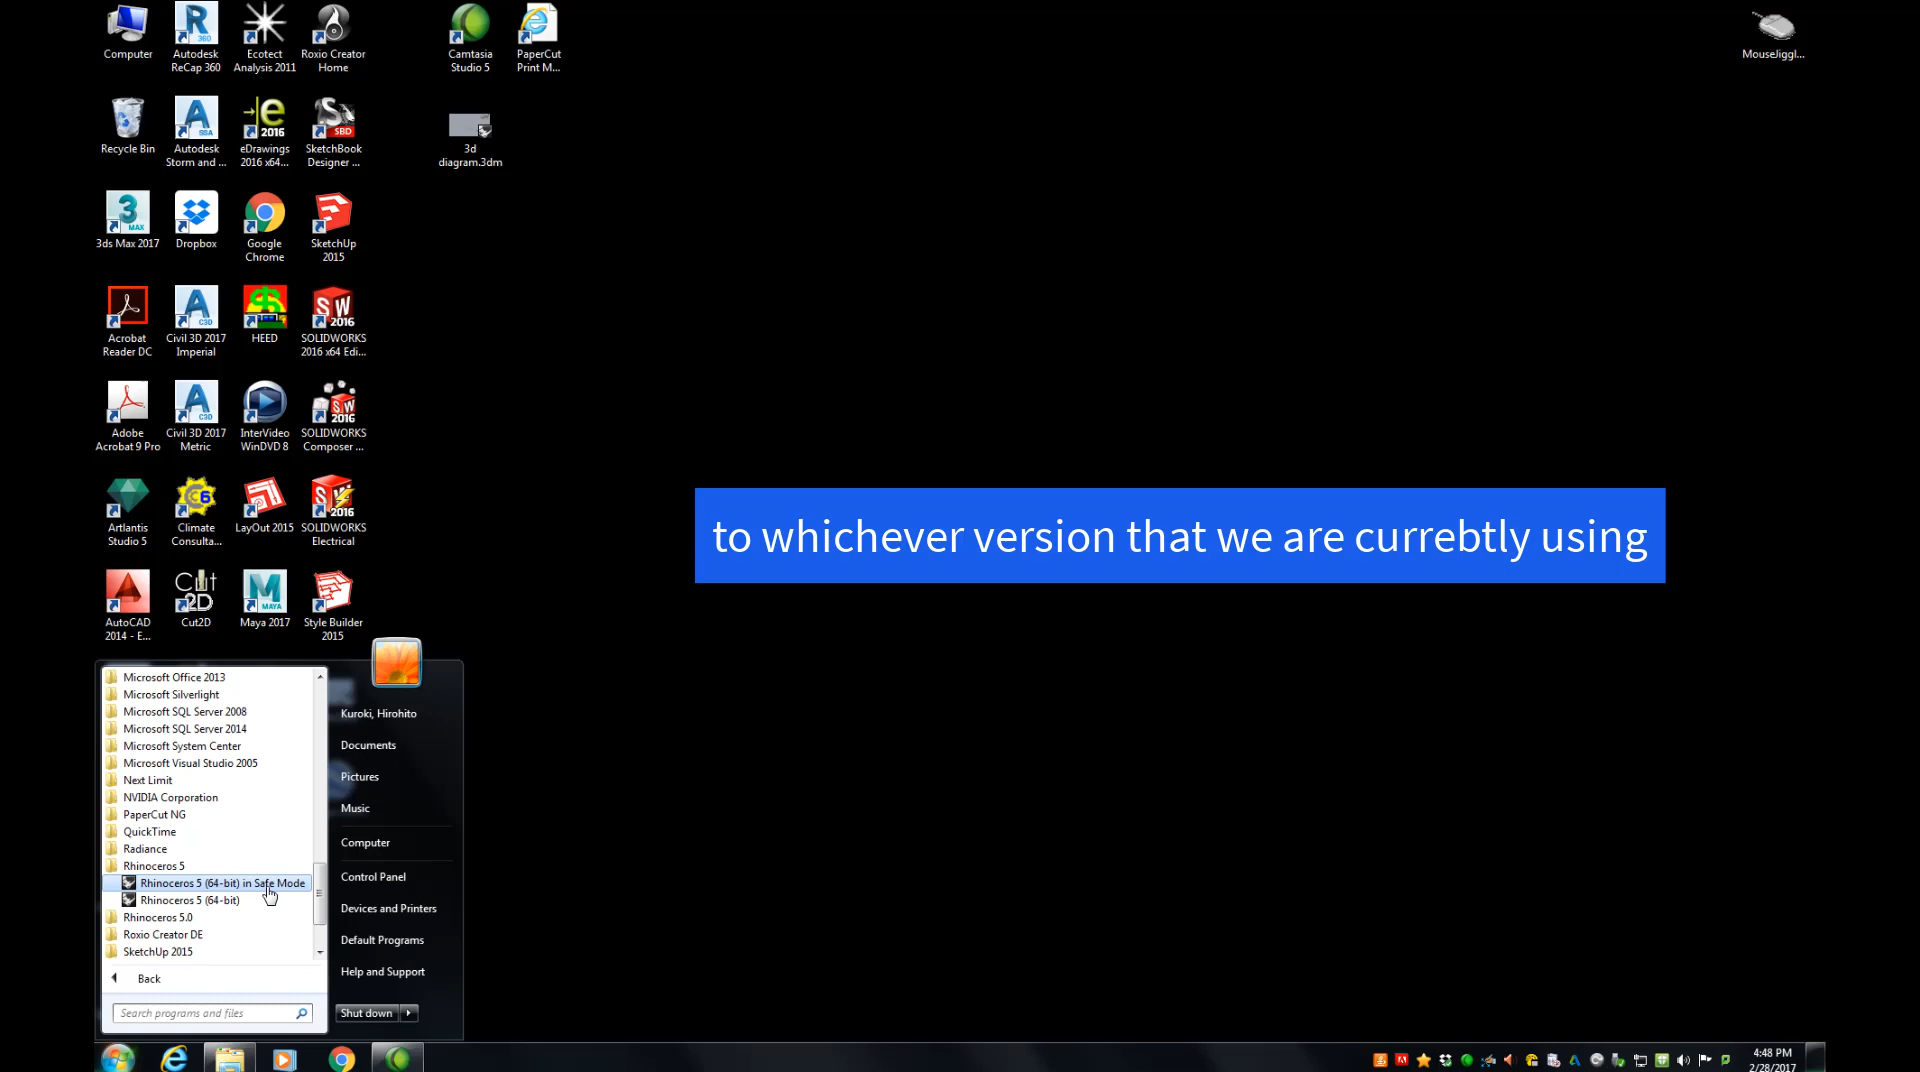 Computer
Autodesk
ReCap 360
Ecotect
Analysis 2011
Roxio Creator
Home
Camtasia
Studio 5
PaperCut
Print M...
MouseJiggl...
Recycle Bin
Autodesk
Storm and ...
eDrawings
2016 x64...
SketchBook
Designer ...
3d
diagram.3dm
3ds Max 2017
Dropbox
Google
Chrome
SketchUp
2015
Acrobat
Reader DC
Civil 3D 2017
Imperial
HEED
SOLIDWORKS
2016 x64 Edi...
Adobe
Acrobat 9 Pro
Civil 3D 2017
Metric
InterVideo
WinDVD 8
SOLIDWORKS
Composer ...
Artlantis
Studio 5
Climate
Consulta...
LayOut 2015
SOLIDWORKS
Electrical
to whichever version that we are currebtly using
AutoCAD
2014 - E...
Cut2D
Maya 2017
Style Builder
2015
Microsoft Office 2013
Microsoft Silverlight
Microsoft SQL Server 2008
Microsoft SQL Server 2014
Microsoft System Center
Microsoft Visual Studio 2005
Next Limit
NVIDIA Corporation
PaperCut NG
QuickTime
Radiance
Rhinoceros 5
Rhinoceros 5 (64-bit) in Safe Mode
Rhinoceros 5 (64-bit)
Rhinoceros 5.0
Roxio Creator DE
SketchUp 2015
Back
Search programs and files
Kuroki, Hirohito
Documents
Pictures
Music
Computer
Control Panel
Devices and Printers
Default Programs
Help and Support
Shut down
4:48 PM
2/28/2017